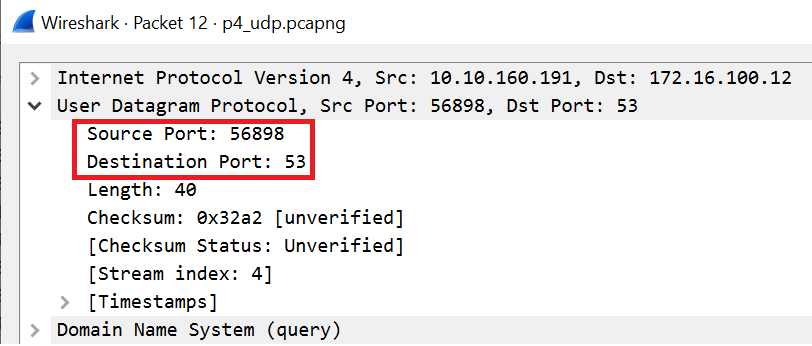 Wireshark · Packet 12 · p4_udp.pcapng
Internet Protocol Version 4, Src: 10.10.160.191, Dst: 172.16.100.12
User Datagram Protocol, Src Port: 56898, Dst Port: 53
Source Port: 56898
Destination Port: 53
Length: 40
Checksum: 0x32a2 [unverified]
[Checksum Status: Unverified]
[Stream index: 4]
[Timestamps]
Domain Name System (query)